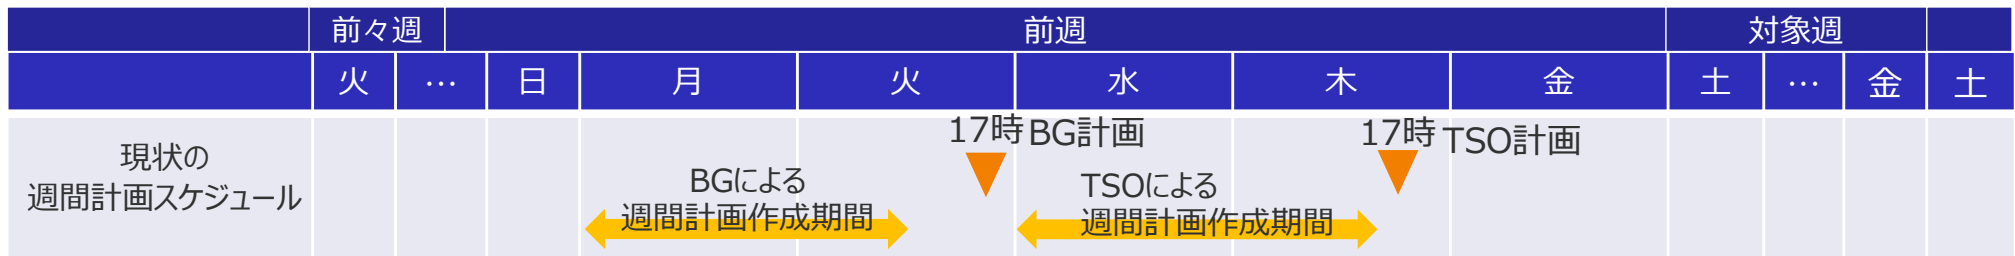 前々週 前週 対象週
火 … 日 月 火 水 木 金 土 … 金 土
現状の
週間計画スケジュール
17時 BG計画
17時 TSO計画
BGによる
週間計画作成期間
TSOによる
週間計画作成期間